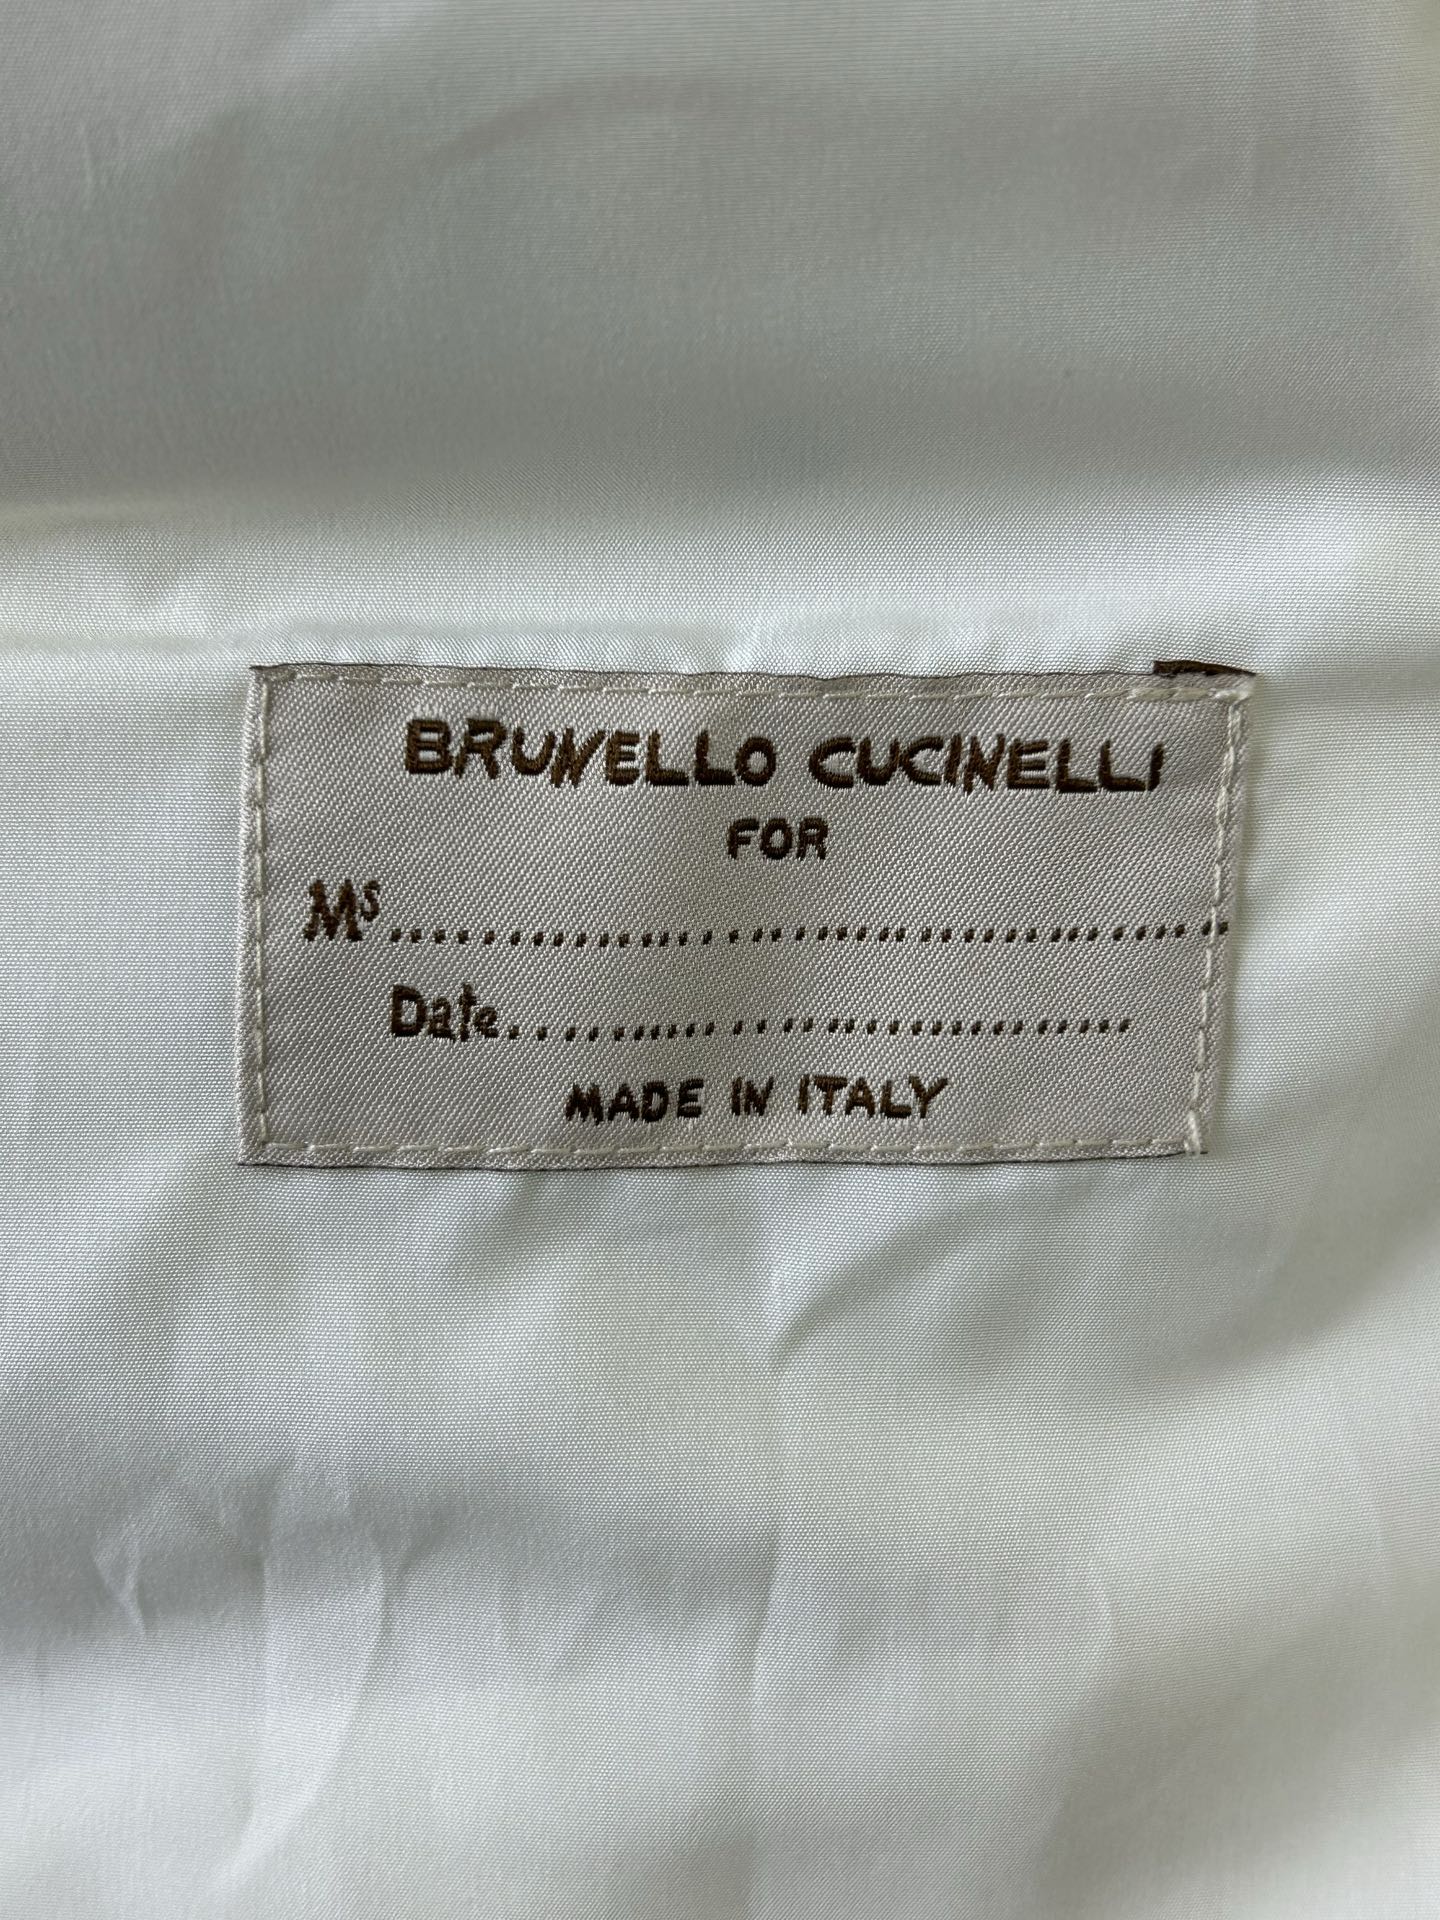 BRUNELLO CUCINELLI
FOR
Ms........................................
Date................................
MADE IN ITALY